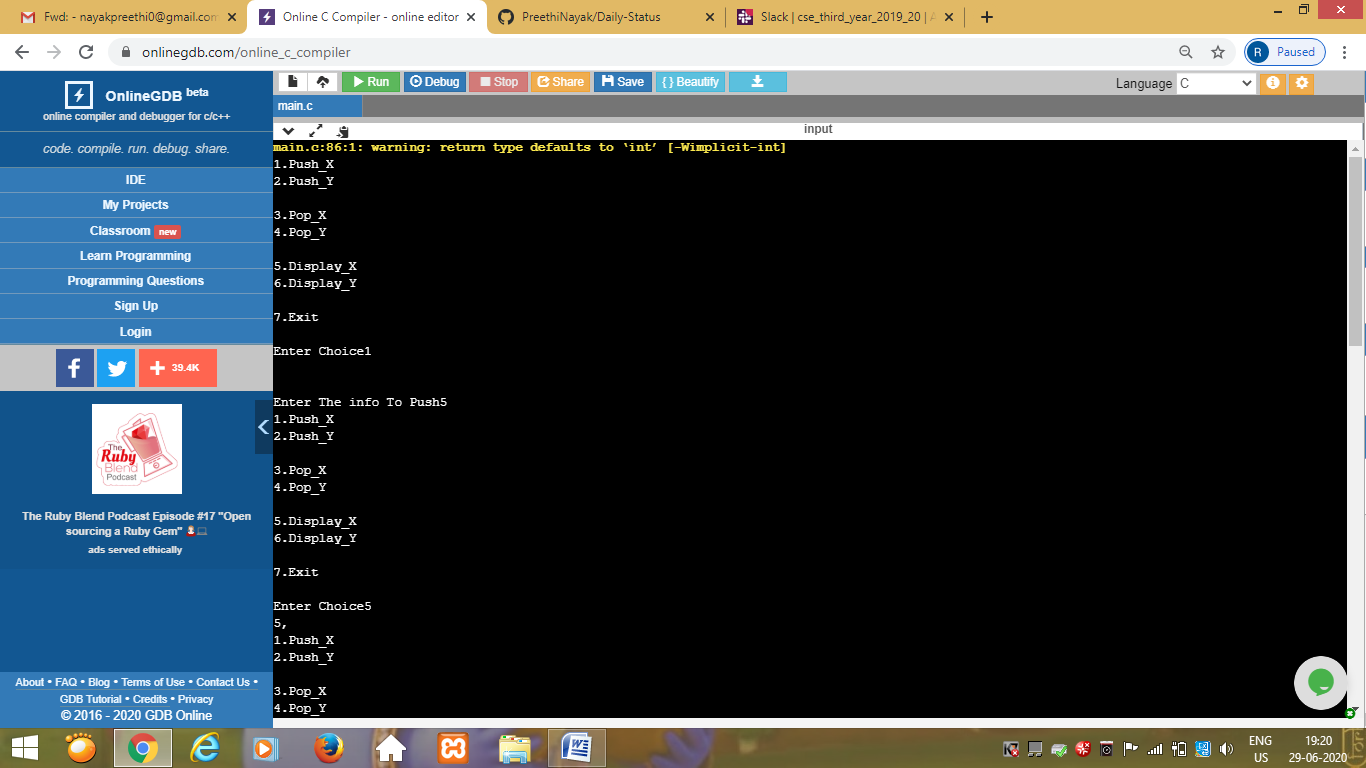 Fwd: - nayakpreethi0@gmail.com
Online C Compiler - online editor
PreethiNayak/Daily-Status
Slack | cse_third_year_2019_20 | A
onlinegdb.com/online_c_compiler
R Paused
OnlineGDB beta
online compiler and debugger for c/c++
code. compile. run. debug. share.
IDE
My Projects
Classroom new
Learn Programming
Programming Questions
Sign Up
Login
39.4K
The
Ruby
Blend
Podcast
The Ruby Blend Podcast Episode #17 "Open
sourcing a Ruby Gem"
ads served ethically
About • FAQ • Blog • Terms of Use • Contact Us •
GDB Tutorial • Credits • Privacy
© 2016 - 2020 GDB Online
Run Debug Stop Share Save { } Beautify
Language C
main.c
input
main.c:86:1: warning: return type defaults to ‘int’ [-Wimplicit-int]
1.Push_X
2.Push_Y
3.Pop_X
4.Pop_Y
5.Display_X
6.Display_Y
7.Exit
Enter Choice1
Enter The info To Push5
1.Push_X
2.Push_Y
3.Pop_X
4.Pop_Y
5.Display_X
6.Display_Y
7.Exit
Enter Choice5
5,
1.Push_X
2.Push_Y
3.Pop_X
4.Pop_Y
ENG
US
19:20
29-06-2020